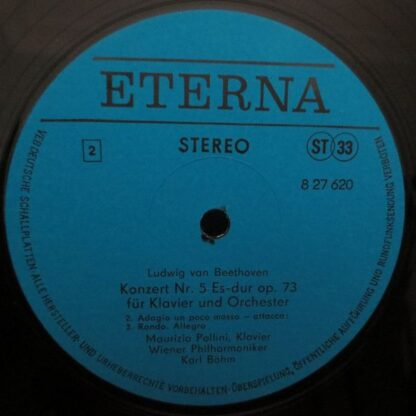 ETERNA
2
STEREO
ST 33
8 27 620
Ludwig van Beethoven
Konzert Nr. 5 Es-dur op. 73
für Klavier und Orchester
2. Adagio un poco mosso - attacca:
3. Rondo. Allegro
Maurizio Pollini, Klavier
Wiener Philharmoniker
Karl Böhm
VEB DEUTSCHE SCHALLPLATTEN · ALLE HERSTELLER- UND URHEBERRECHTE VORBEHALTEN · ÜBERSPIELUNG, ÖFFENTLICHE AUFFÜHRUNG UND RUNDFUNKSENDUNG VERBOTEN